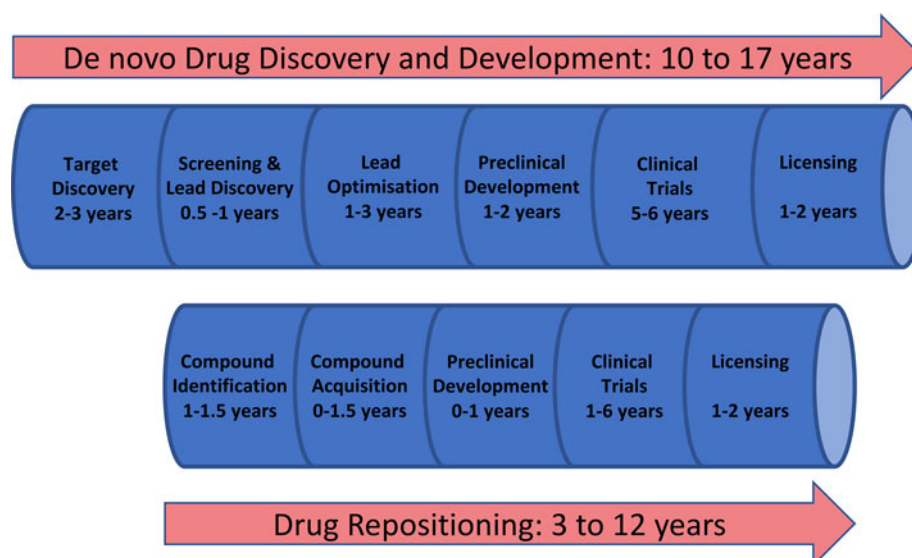 De novo Drug Discovery and Development: 10 to 17 years
Target
Discovery
2-3 years
Screening &
Lead Discovery
0.5 -1 years
Lead
Optimisation
1-3 years
Preclinical
Development
1-2 years
Clinical
Trials
5-6 years
Licensing
1-2 years
Compound
Identification
1-1.5 years
Compound
Acquisition
0-1.5 years
Preclinical
Development
0-1 years
Clinical
Trials
1-6 years
Licensing
1-2 years
Drug Repositioning: 3 to 12 years